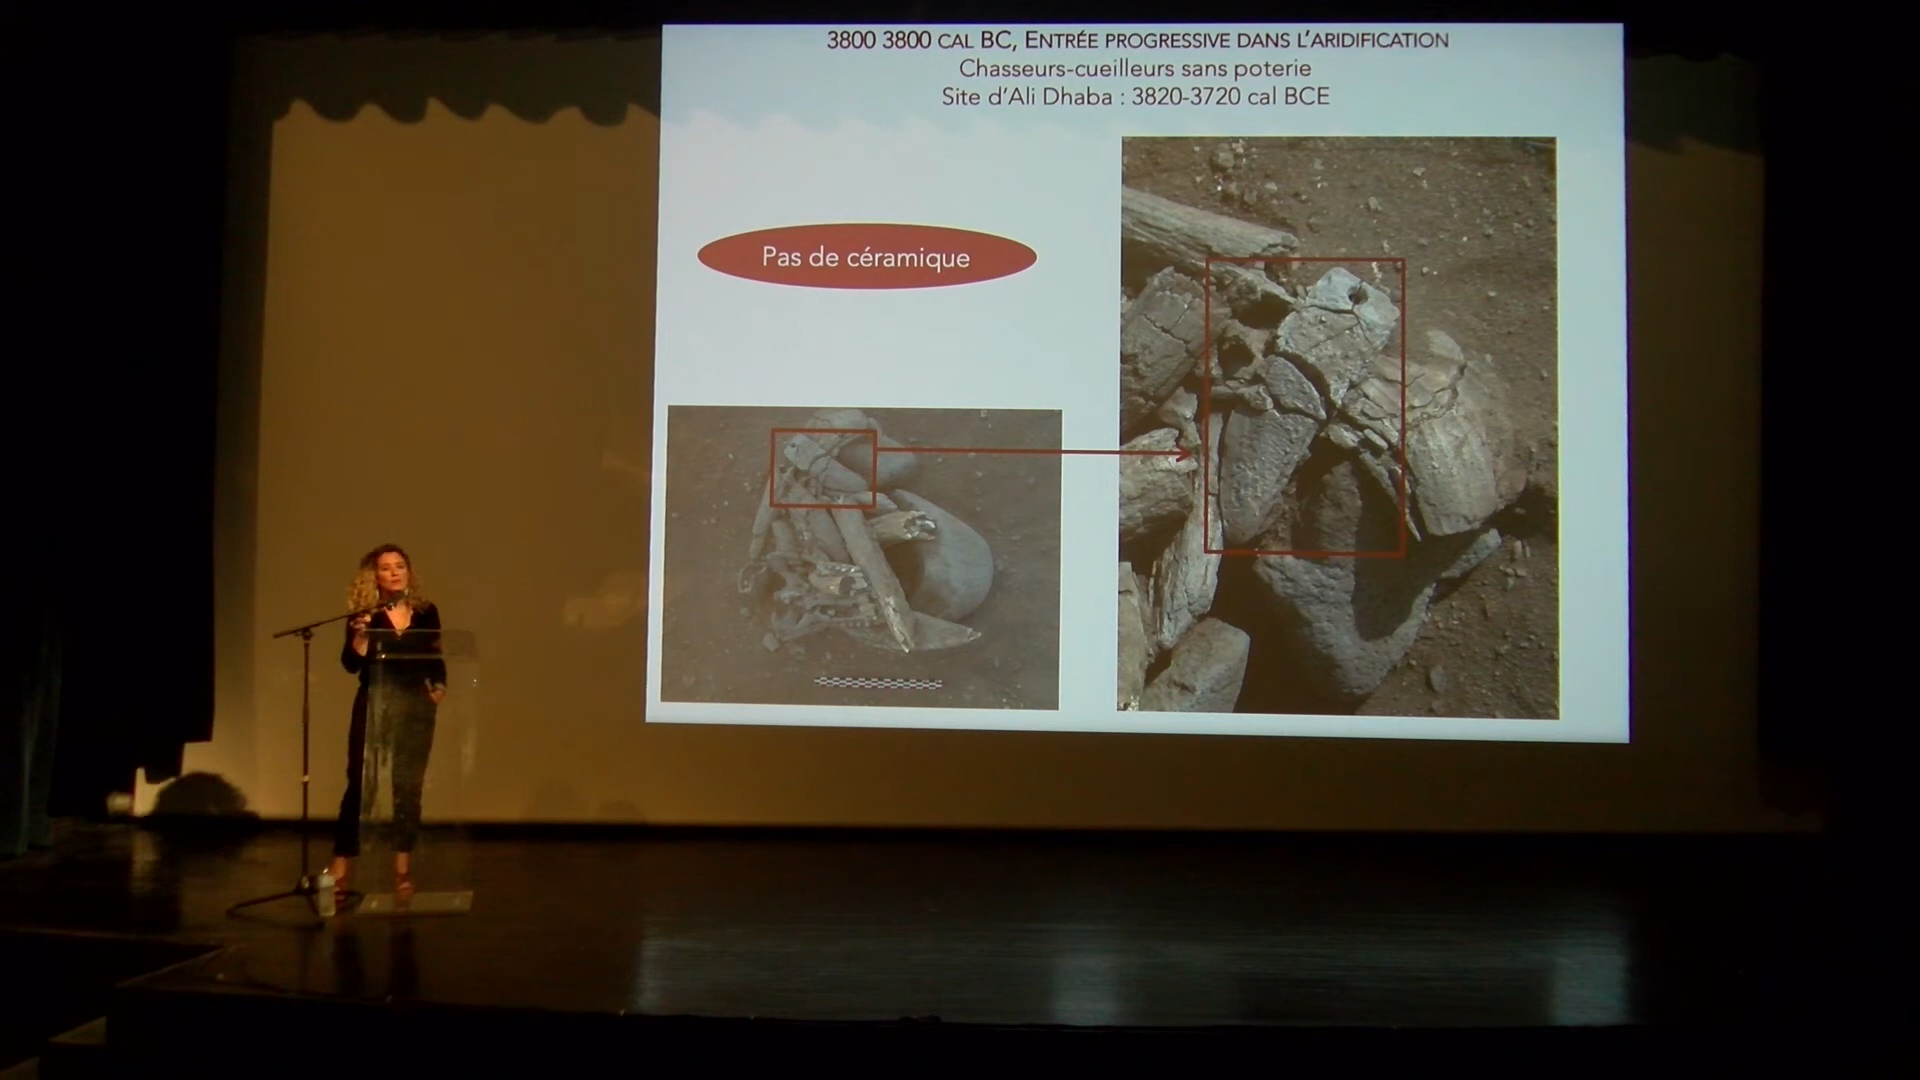 3800 3800 CAL BC, ENTRÉE PROGRESSIVE DANS L'ARIDIFICATION
Chasseurs-cueilleurs sans poterie
Site d'Ali Dhaba : 3820-3720 cal BCE
Pas de céramique